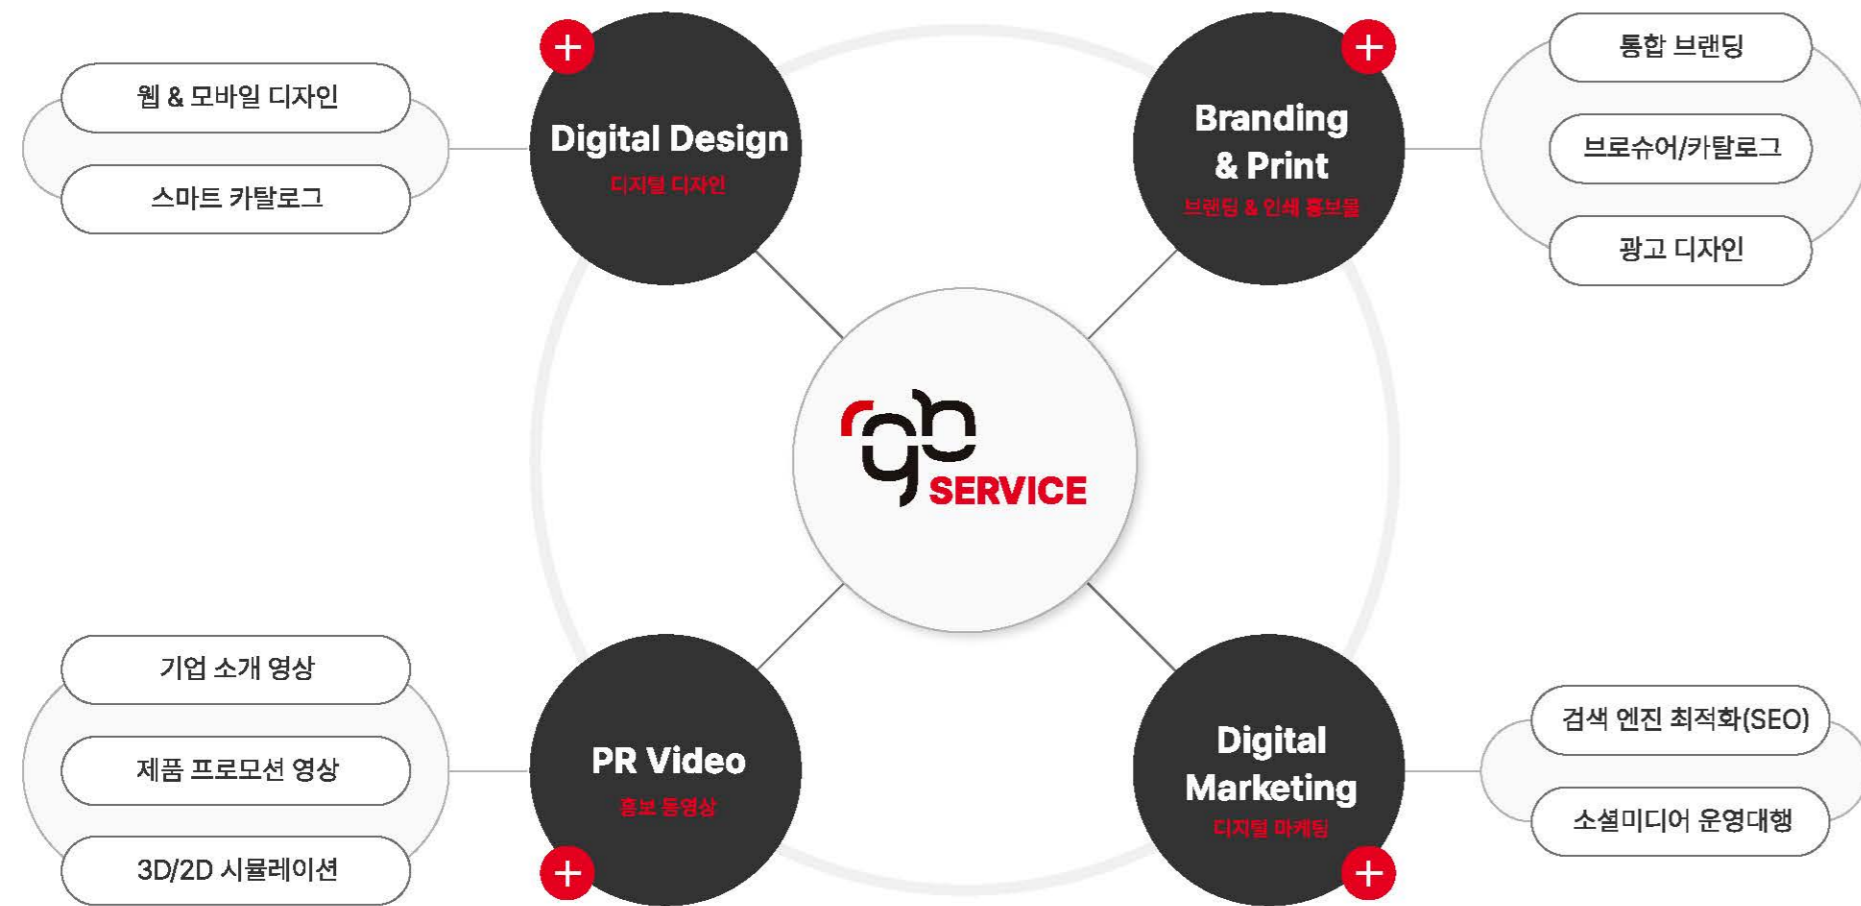 웹 & 모바일 디자인
스마트 카탈로그
Digital Design
디지털 디자인
Branding
& Print
브랜딩 & 인쇄 홍보물
통합 브랜딩
브로슈어/카탈로그
광고 디자인
rgb
SERVICE
기업 소개 영상
제품 프로모션 영상
3D/2D 시뮬레이션
PR Video
홍보 동영상
Digital
Marketing
디지털 마케팅
검색 엔진 최적화(SEO)
소셜미디어 운영대행